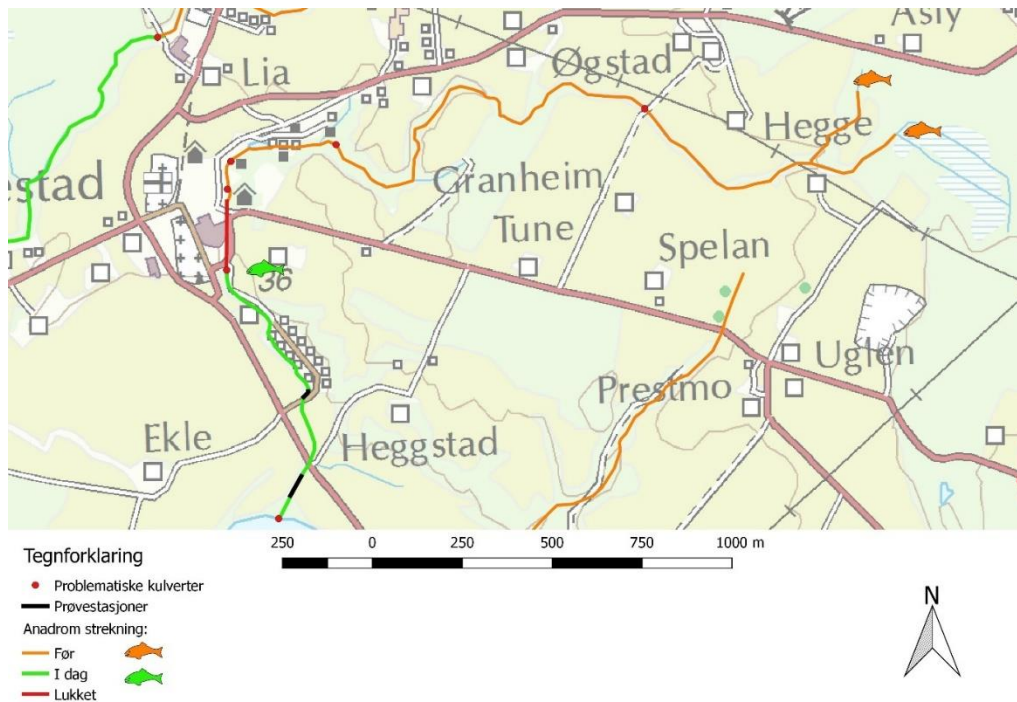 Åsly
Øgstad
Lia
Hegge
estad
Granheim
Tune
Spelan
36
Uglen
Prestmo
Ekle
Heggstad
Tegnforklaring
250 0 250 500 750 1000 m
Problematiske kulverter
Prøvestasjoner
Anadrom strekning:
Før
I dag
Lukket
N